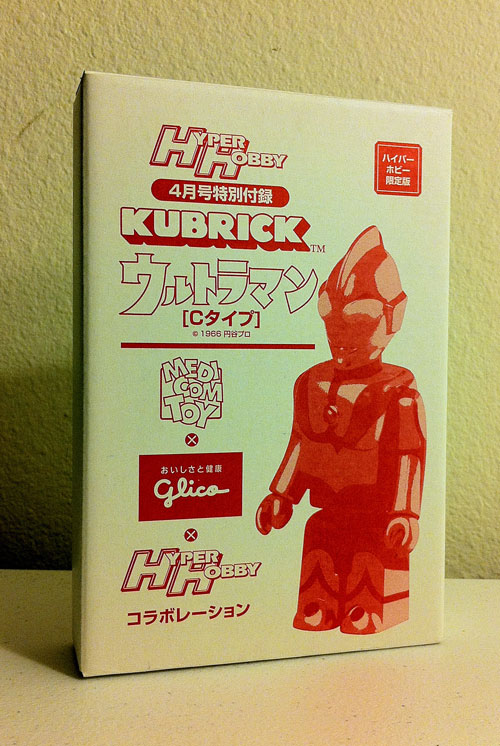 HYPER
HOBBY
4月号特別付録
KUBRICK TM
ウルトラマン
[Cタイプ]
© 1966 円谷プロ
ハイパー
ホビー
限定版
MEDI
COM
TOY
×
おいしさと健康
Glico
×
HYPER
HOBBY
コラボレーション